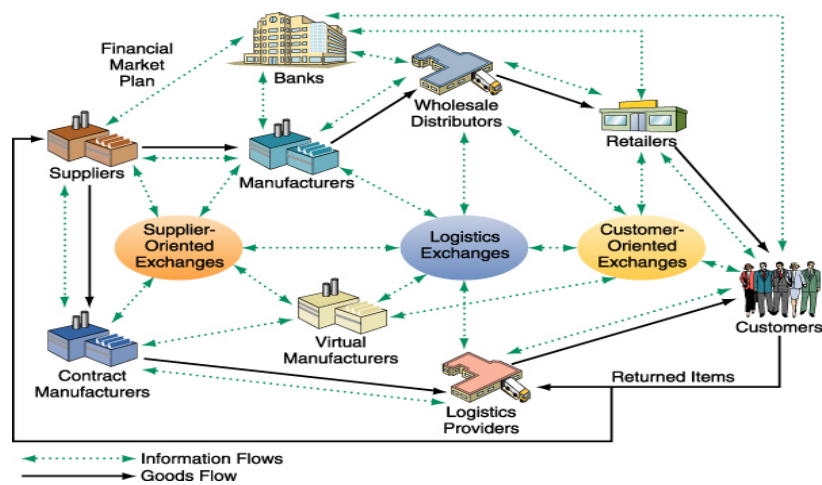 Financial
Market
Plan
Banks
Wholesale
Distributors
Retailers
Suppliers
Manufacturers
Supplier-
Oriented
Exchanges
Logistics
Exchanges
Customer-
Oriented
Exchanges
Customers
Virtual
Manufacturers
Contract
Manufacturers
Logistics
Providers
Returned Items
Information Flows
Goods Flow